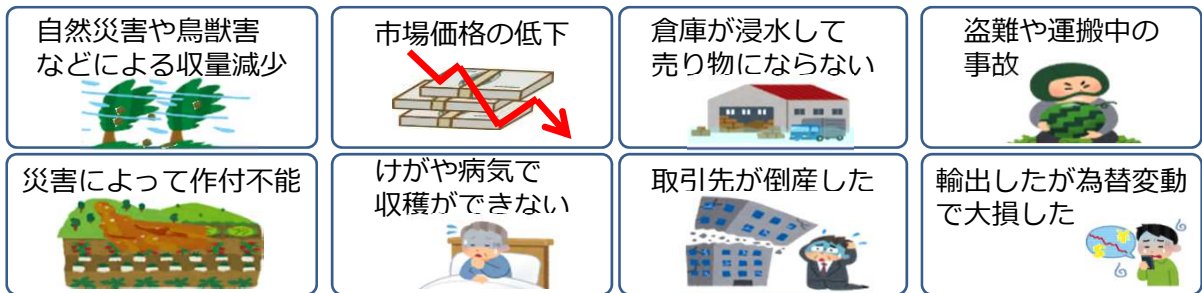 自然災害や鳥獣害
などによる収量減少
市場価格の低下
倉庫が浸水して
売り物にならない
盗難や運搬中の
事故
災害によって作付不能
けがや病気で
収穫ができない
取引先が倒産した
輸出したが為替変動
で大損した